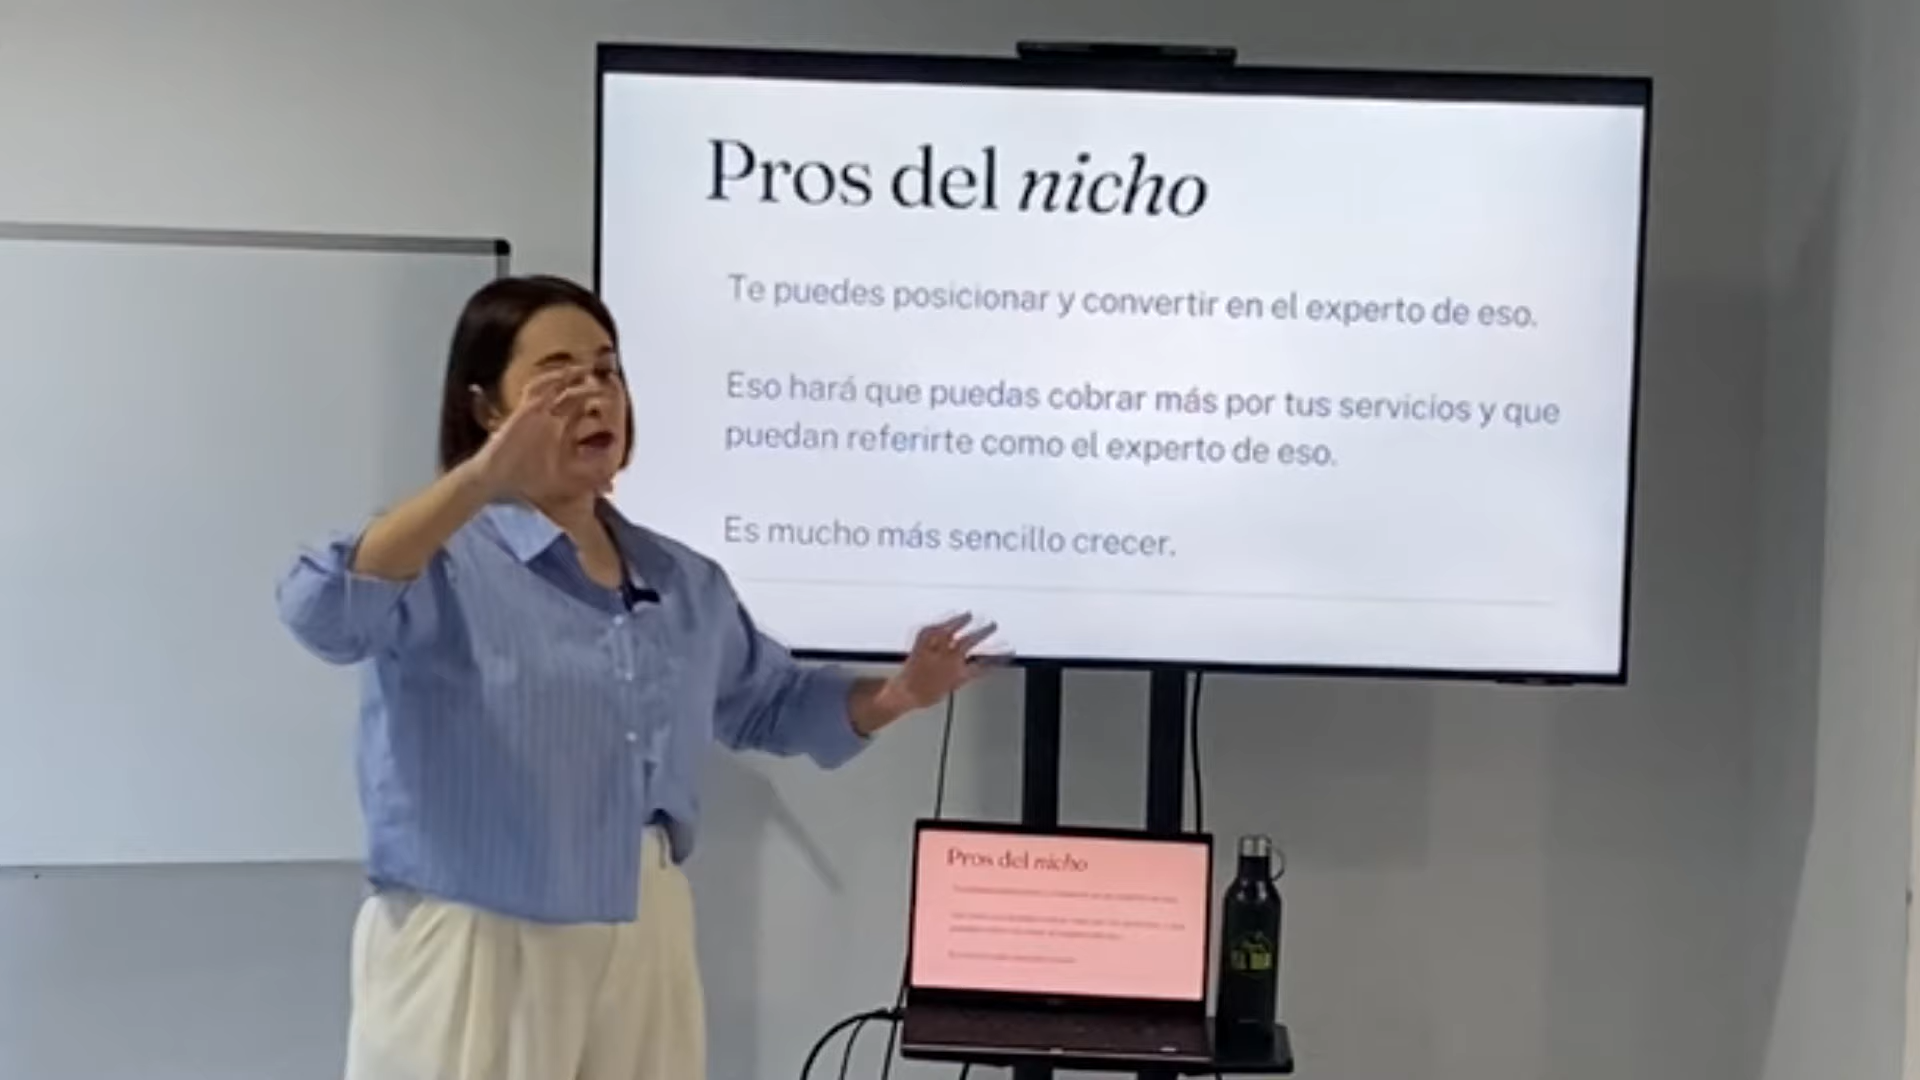 Pros del nicho
Te puedes posicionar y convertir en el experto de eso.
Eso hará que puedas cobrar más por tus servicios y que
puedan referirte como el experto de eso.
Es mucho más sencillo crecer.
Pros del nicho